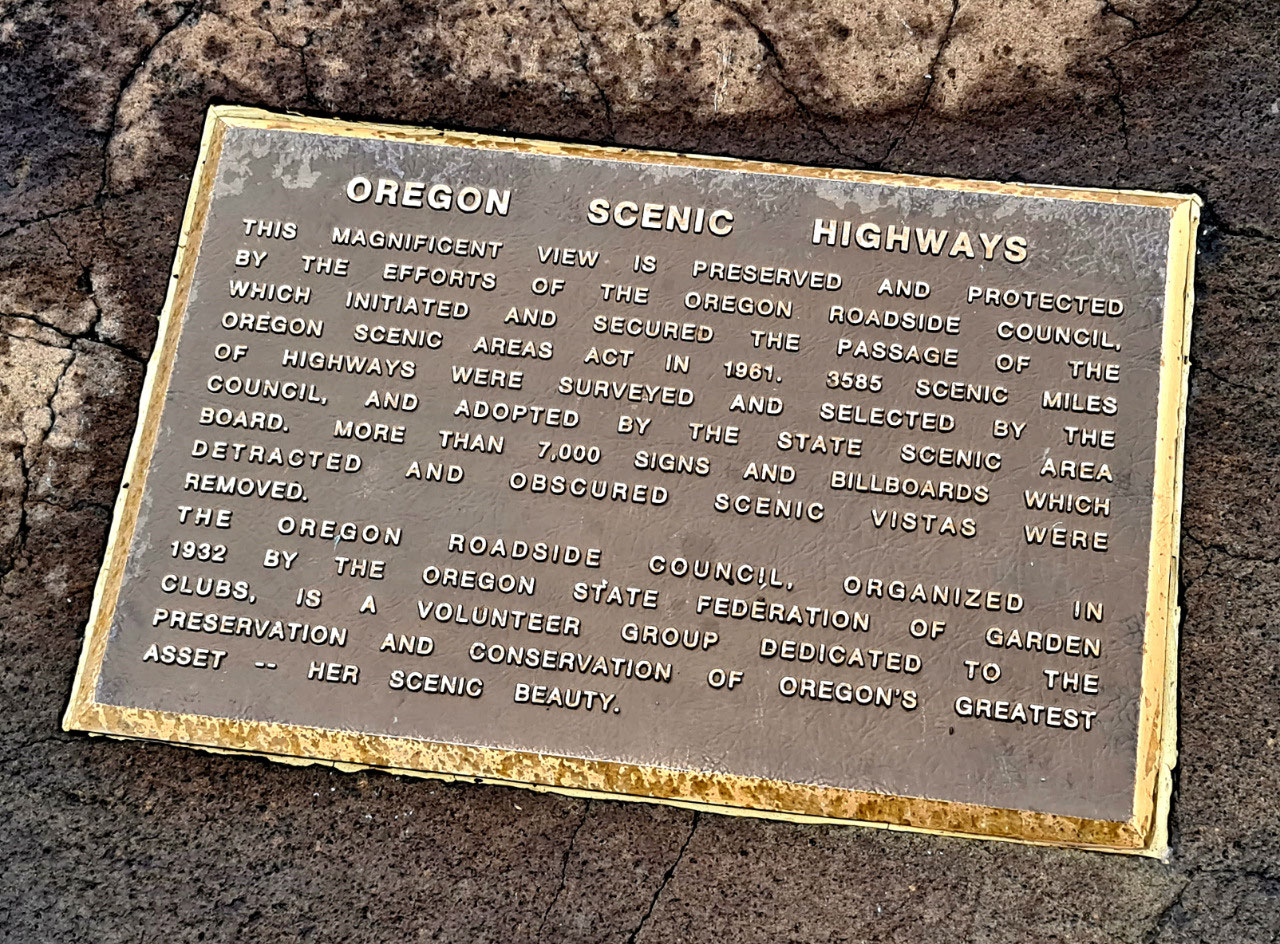 OREGON SCENIC HIGHWAYS
THIS MAGNIFICENT VIEW IS PRESERVED AND PROTECTED
BY THE EFFORTS OF THE OREGON ROADSIDE COUNCIL,
WHICH INITIATED AND SECURED THE PASSAGE OF THE
OREGON SCENIC AREAS ACT IN 1961. 3585 SCENIC MILES
OF HIGHWAYS WERE SURVEYED AND SELECTED BY THE
COUNCIL, AND ADOPTED BY THE STATE SCENIC AREA
BOARD. MORE THAN 7,000 SIGNS AND BILLBOARDS WHICH
DETRACTED AND OBSCURED SCENIC VISTAS WERE
REMOVED.
THE OREGON ROADSIDE COUNCIL, ORGANIZED IN
1932 BY THE OREGON STATE FEDERATION OF GARDEN
CLUBS, IS A VOLUNTEER GROUP DEDICATED TO THE
PRESERVATION AND CONSERVATION OF OREGON'S GREATEST
ASSET -- HER SCENIC BEAUTY.